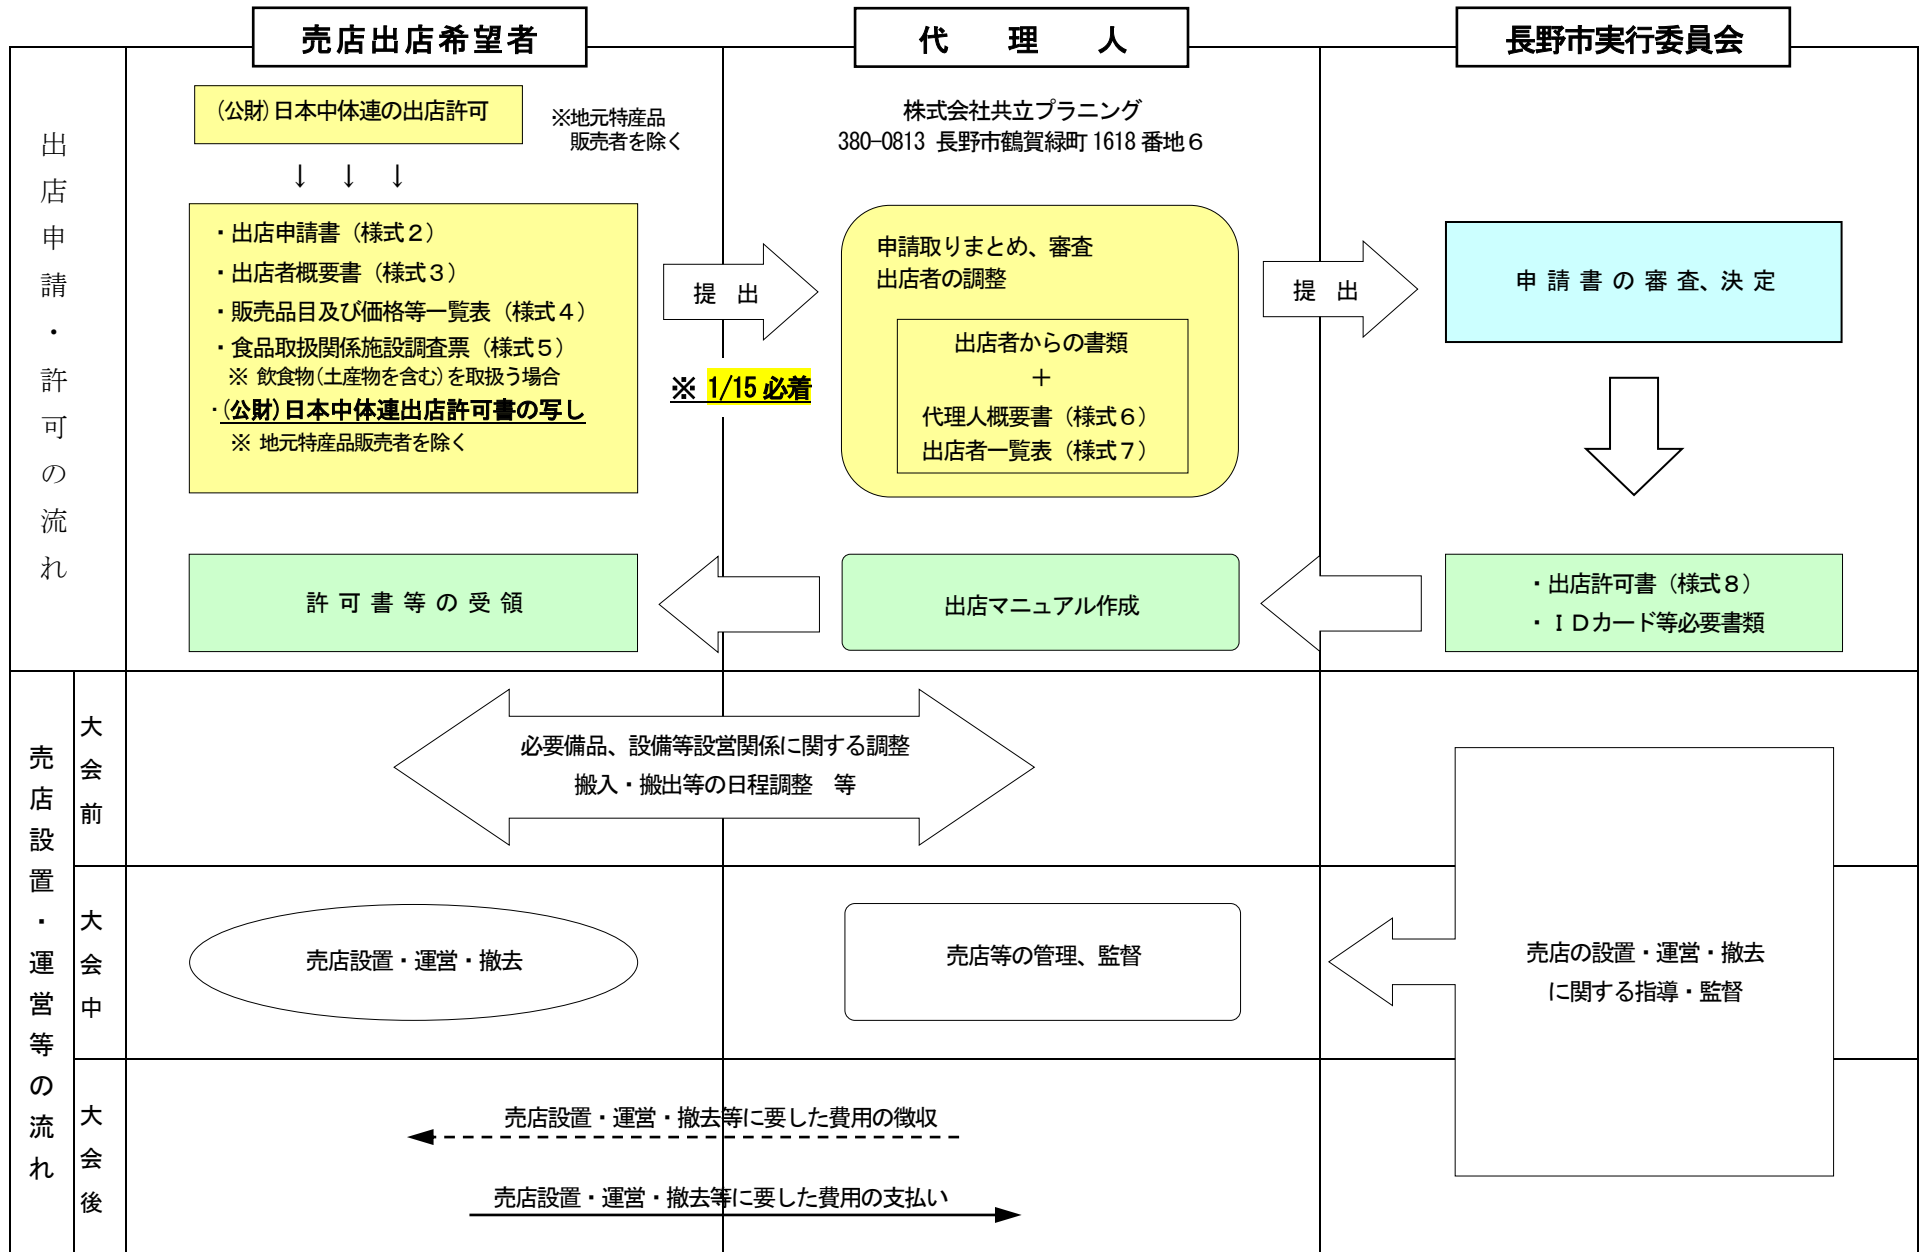 売店出店希望者
代　理　人
長野市実行委員会
出店申請・許可の流れ
(公財)日本中体連の出店許可
※地元特産品
販売者を除く
↓ ↓ ↓
・出店申請書（様式２）
・出店者概要書（様式３）
・販売品目及び価格等一覧表（様式４）
・食品取扱関係施設調査票（様式５）
※ 飲食物(土産物を含む)を取扱う場合
・(公財)日本中体連出店許可書の写し
※ 地元特産品販売者を除く
提 出
※ 1/15 必着
株式会社共立プラニング
380-0813 長野市鶴賀緑町 1618 番地６
申請取りまとめ、審査
出店者の調整
出店者からの書類
＋
代理人概要書（様式６）
出店者一覧表（様式７）
提 出
申 請 書 の 審 査、決 定
・出店許可書（様式８）
・ＩＤカード等必要書類
出店マニュアル作成
許 可 書 等 の 受 領
売店設置・運営等の流れ
大会前
必要備品、設備等設営関係に関する調整
搬入・搬出等の日程調整　等
大会中
売店設置・運営・撤去
売店等の管理、監督
売店の設置・運営・撤去
に関する指導・監督
大会後
売店設置・運営・撤去等に要した費用の徴収
売店設置・運営・撤去等に要した費用の支払い